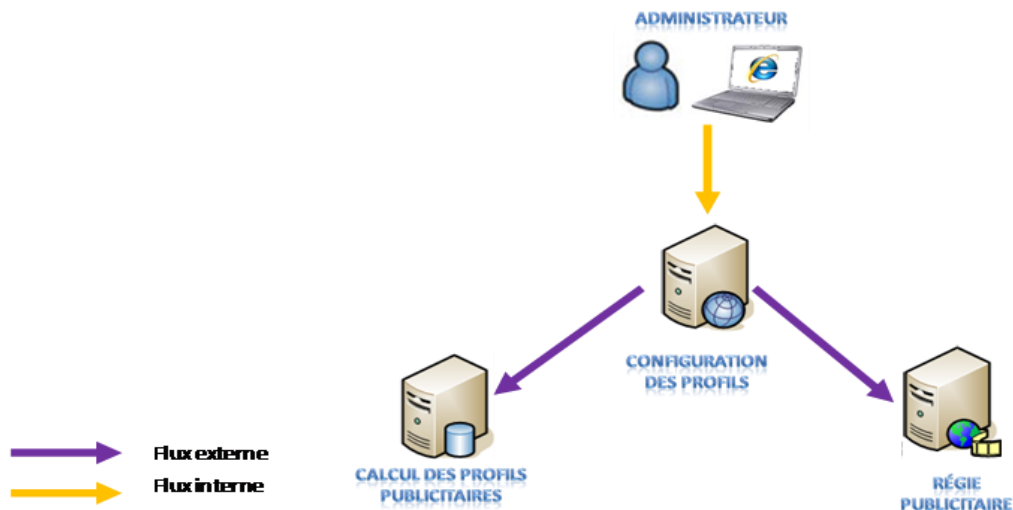 ADMINISTRATEUR
CONFIGURATION
DES PROFILS
CALCUL DES PROFILS
PUBLICITAIRES
RÉGIE
PUBLICITAIRE
Flux externe
Flux interne